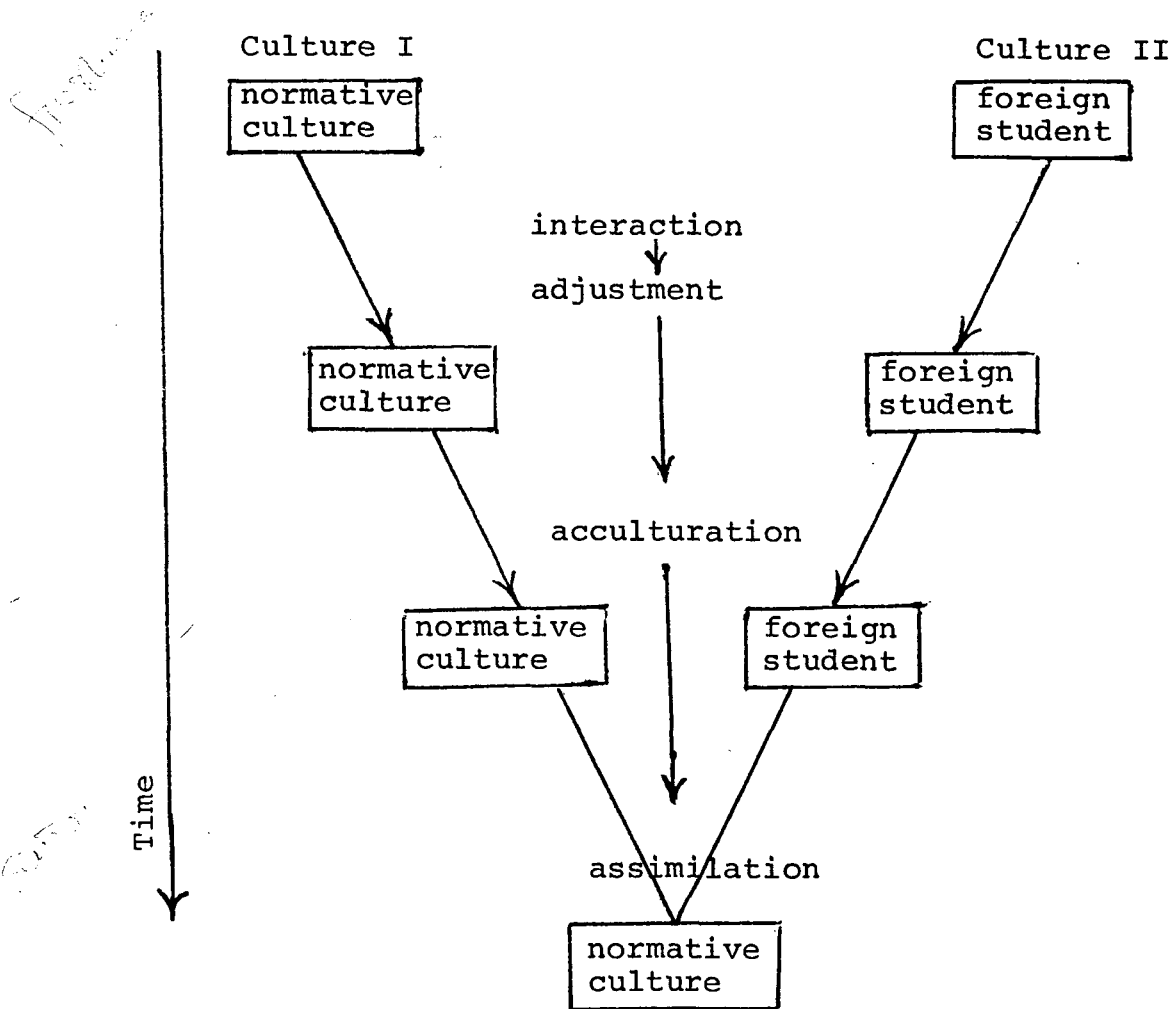 Culture I
Culture II
normative
culture
foreign
student
interaction
adjustment
normative
culture
foreign
student
acculturation
normative
culture
foreign
student
Time
assimilation
normative
culture